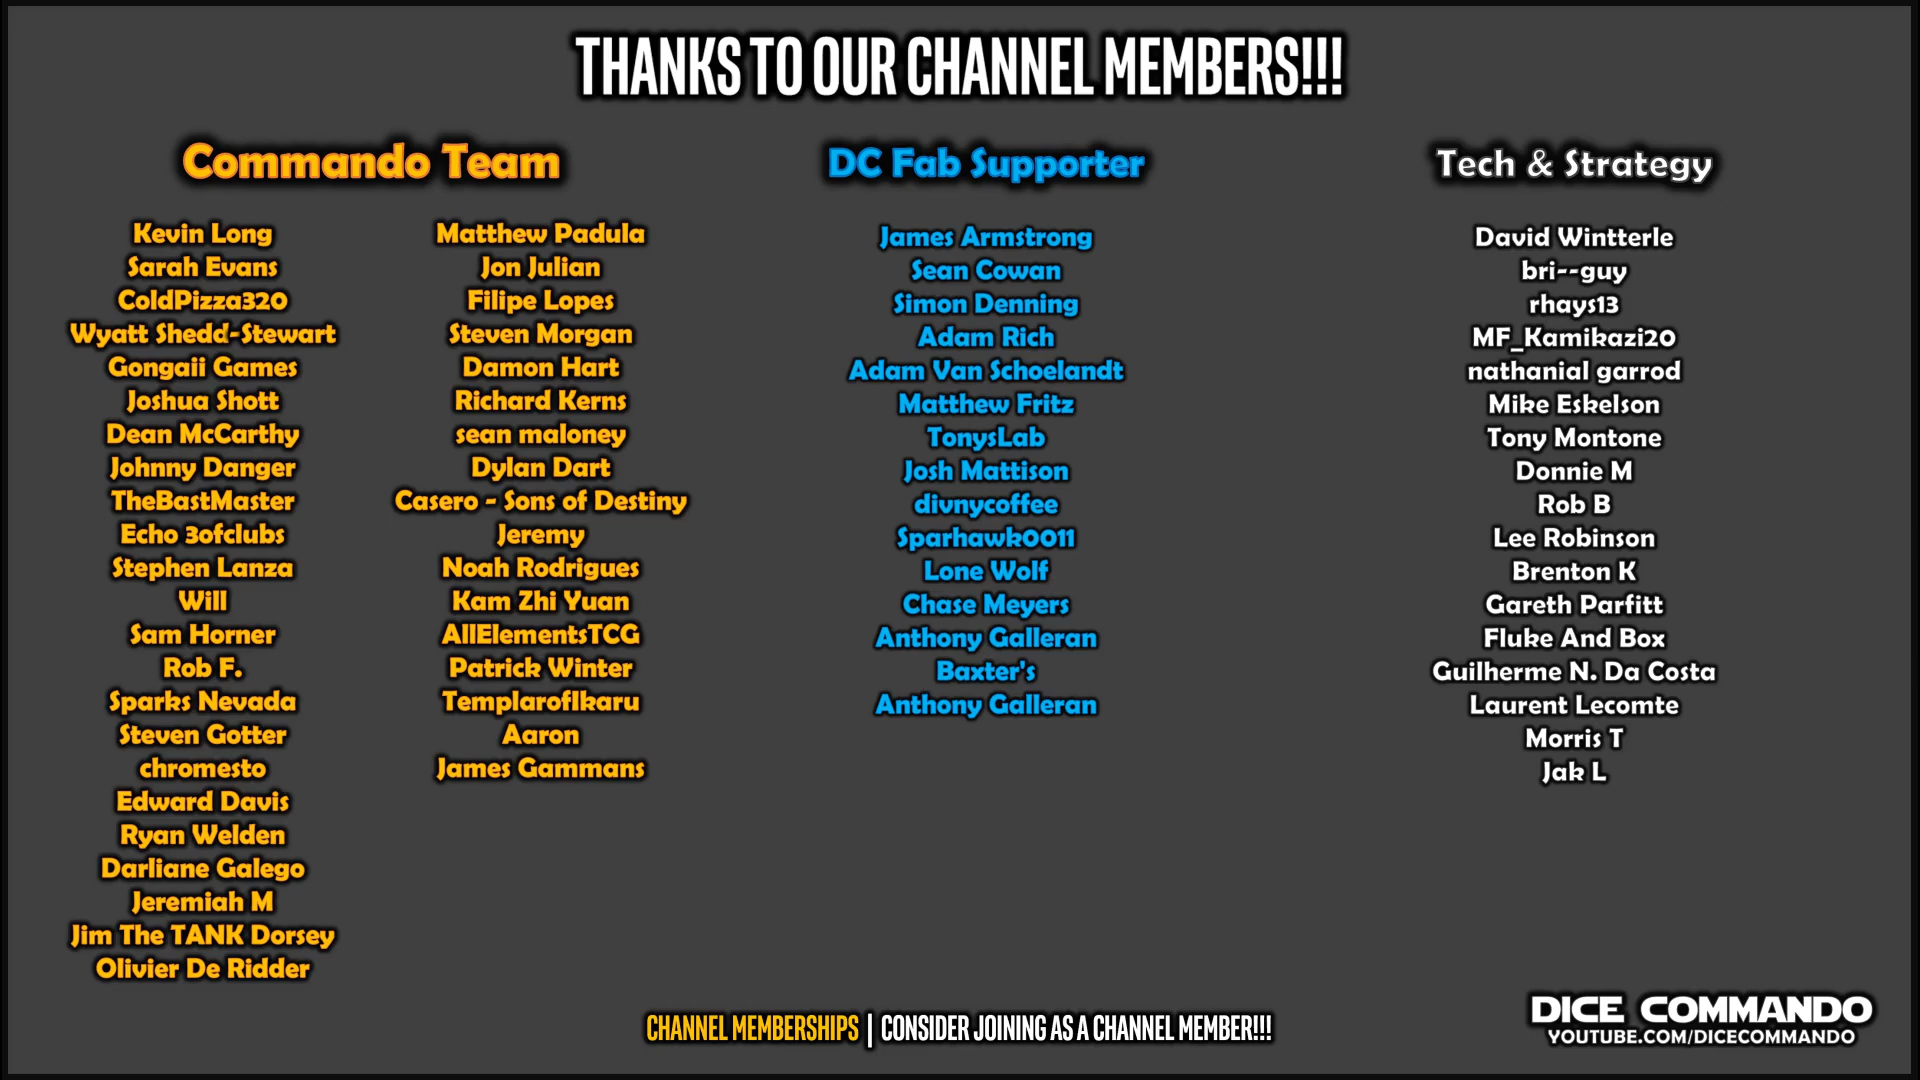 THANKS TO OUR CHANNEL MEMBERS!!!
Commando Team
Kevin Long
Sarah Evans
ColdPizza320
Wyatt Shedd-Stewart
Gongaii Games
Joshua Shott
Dean McCarthy
Johnny Danger
TheBastMaster
Echo 3ofclubs
Stephen Lanza
Will
Sam Horner
Rob F.
Sparks Nevada
Steven Gotter
chromesto
Edward Davis
Ryan Welden
Darliane Galego
Jeremiah M
Jim The TANK Dorsey
Olivier De Ridder
Matthew Padula
Jon Julian
Filipe Lopes
Steven Morgan
Damon Hart
Richard Kerns
sean maloney
Dylan Dart
Casero - Sons of Destiny
Jeremy
Noah Rodrigues
Kam Zhi Yuan
AllElementsTCG
Patrick Winter
TemplarofIkaru
Aaron
James Gammans
DC Fab Supporter
James Armstrong
Sean Cowan
Simon Denning
Adam Rich
Adam Van Schoelandt
Matthew Fritz
TonysLab
Josh Mattison
divnycoffee
Sparhawk0011
Lone Wolf
Chase Meyers
Anthony Galleran
Baxter's
Anthony Galleran
Tech & Strategy
David Wintterle
bri--guy
rhays13
MF_Kamikazi20
nathanial garrod
Mike Eskelson
Tony Montone
Donnie M
Rob B
Lee Robinson
Brenton K
Gareth Parfitt
Fluke And Box
Guilherme N. Da Costa
Laurent Lecomte
Morris T
Jak L
CHANNEL MEMBERSHIPS | CONSIDER JOINING AS A CHANNEL MEMBER!!!
DICE COMMANDO
YOUTUBE.COM/DICECOMMANDO